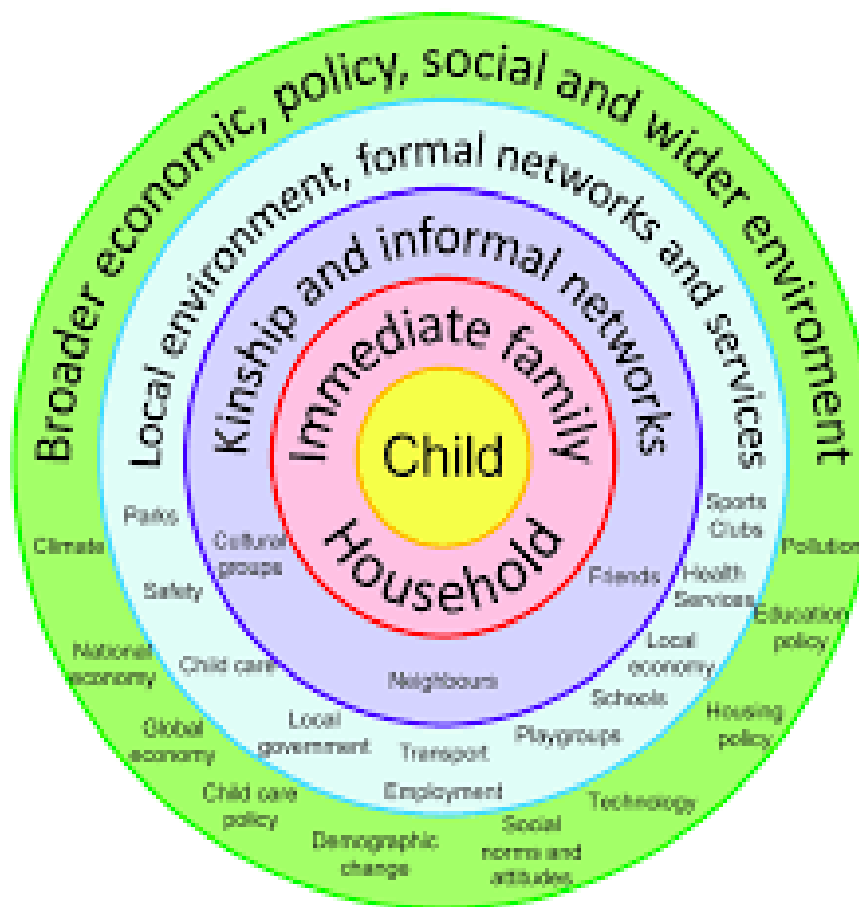 Broader economic, policy, social and wider enviroment
Local environment, formal networks and services
Kinship and informal networks
Immediate family
Child
Household
Cultural
groups
Friends
Neighbours
Parks
Safety
Child care
Local
government
Transport
Employment
Playgroups
Schools
Local
economy
Health
Services
Sports
Clubs
Climate
National
economy
Global
economy
Child care
policy
Demographic
change
Social
norms and
attitudes
Technology
Housing
policy
Education
policy
Pollution